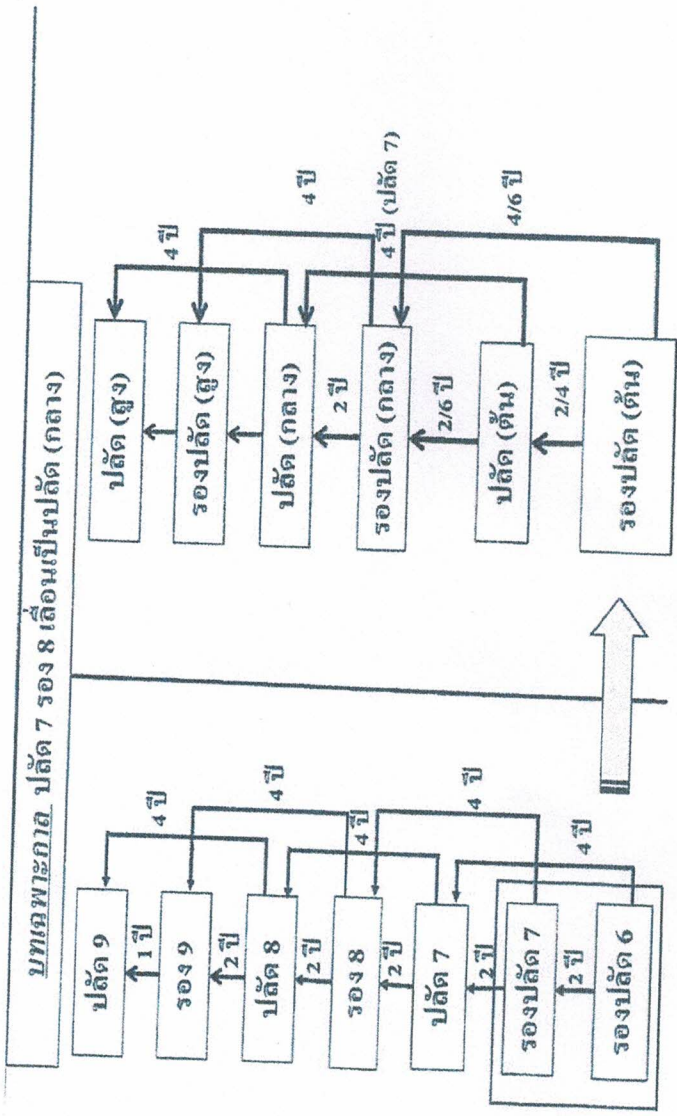 บทเฉพาะกาล ปลัด 7 รอง 8 เลื่อนเป็นปลัด (กลาง)
ปลัด 9
1 ปี
4 ปี
รอง 9
2 ปี
4 ปี
ปลัด 8
2 ปี
4 ปี
รอง 8
2 ปี
4 ปี
ปลัด 7
2 ปี
4 ปี
รองปลัด 7
2 ปี
รองปลัด 6
ปลัด (สูง)
4 ปี
รองปลัด (สูง)
4 ปี
ปลัด (กลาง)
2 ปี
4 ปี (ปลัด 7)
รองปลัด (กลาง)
2/6 ปี
4/6 ปี
ปลัด (ต้น)
2/4 ปี
รองปลัด (ต้น)